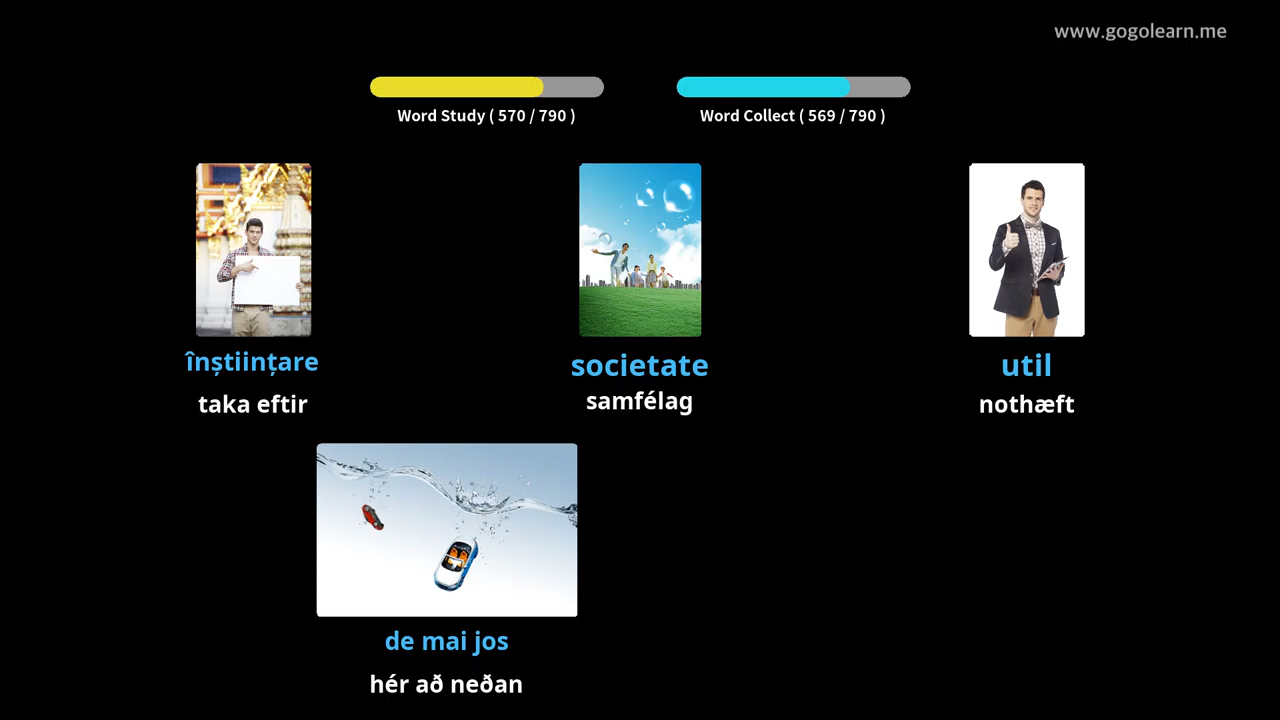 www.gogolearn.me
Word Study ( 570 / 790 )
Word Collect ( 569 / 790 )
înștiințare
taka eftir
societate
samfélag
util
nothæft
de mai jos
hér að neðan